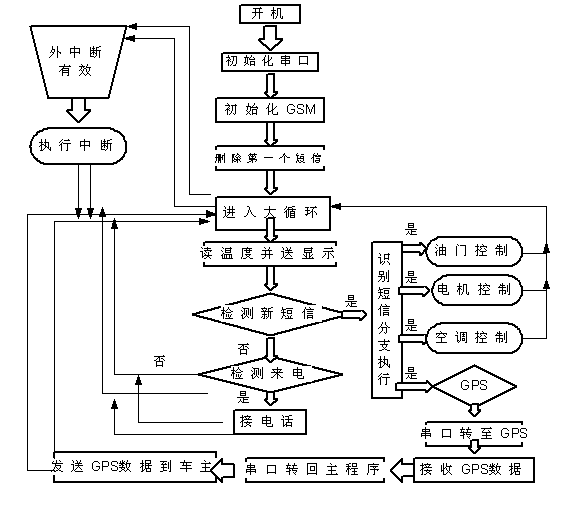 开机
外中断
有效
初始化串口
初始化GSM
执行中断
删除第一个短信
进入大循环
读温度并送显示
识别短信分支执行
是
油门控制
是
电机控制
检测新短信
是
是
空调控制
否
否
检测来电
是
GPS
是
接电话
串口转至GPS
发送GPS数据到车主
串口转回主程序
接收GPS数据